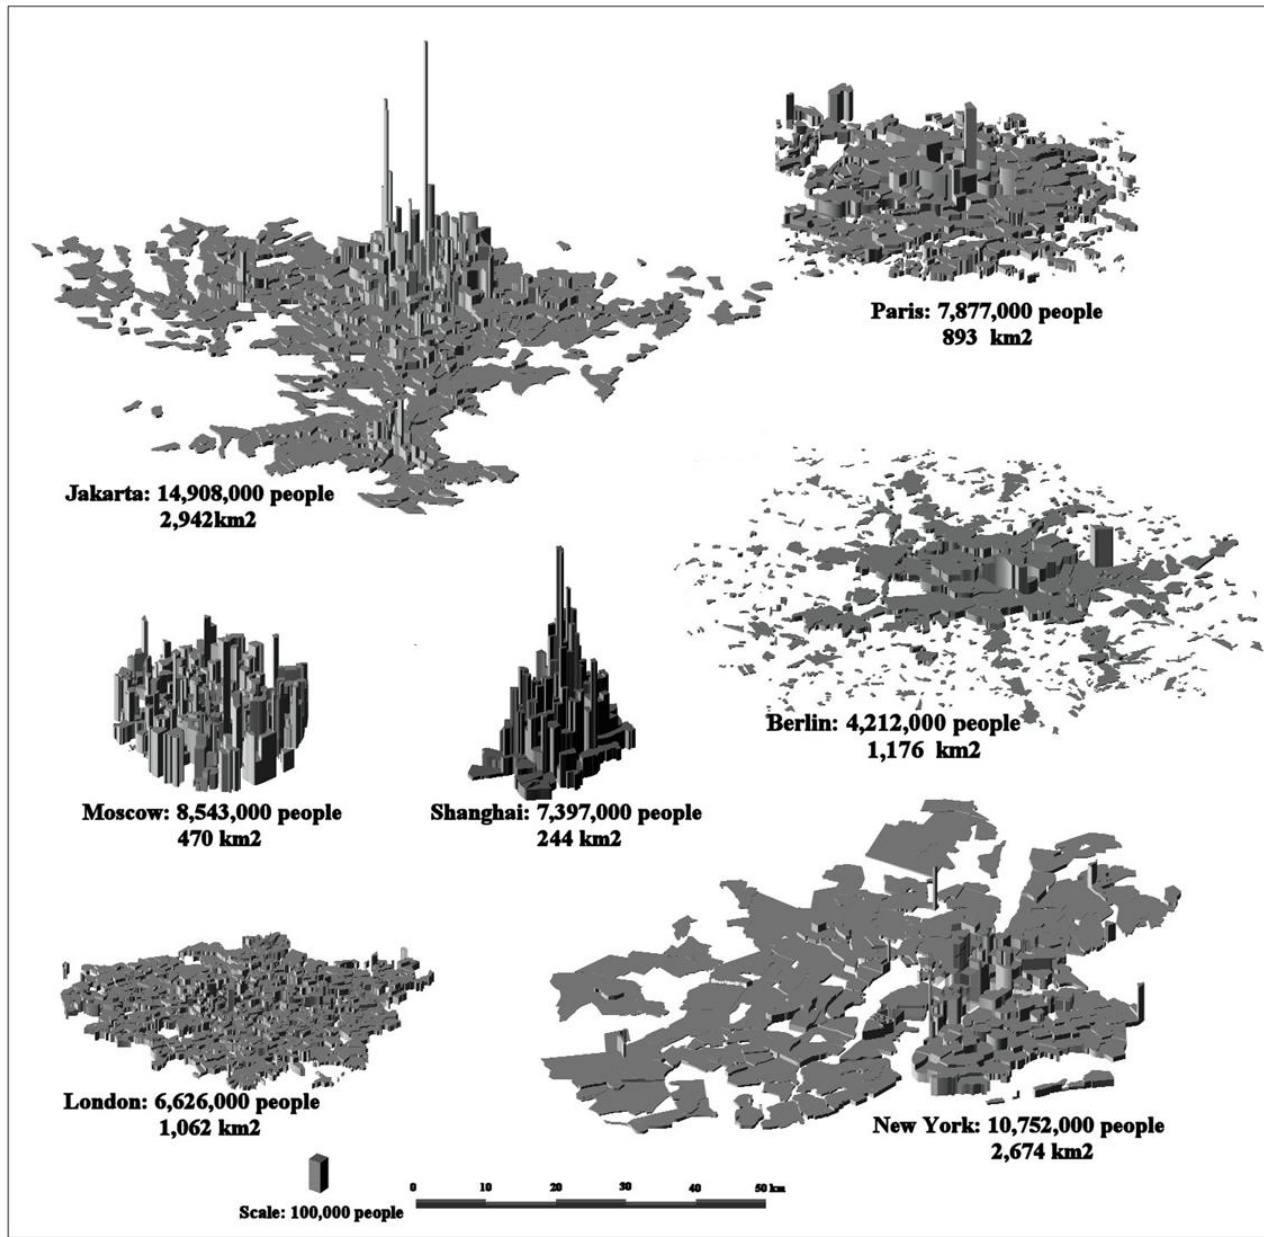 Paris: 7,877,000 people
893 km2
Jakarta: 14,908,000 people
2,942km2
Berlin: 4,212,000 people
1,176 km2
Moscow: 8,543,000 people
470 km2
Shanghai: 7,397,000 people
244 km2
London: 6,626,000 people
1,062 km2
New York: 10,752,000 people
2,674 km2
0 10 20 30 40 50 km
Scale: 100,000 people